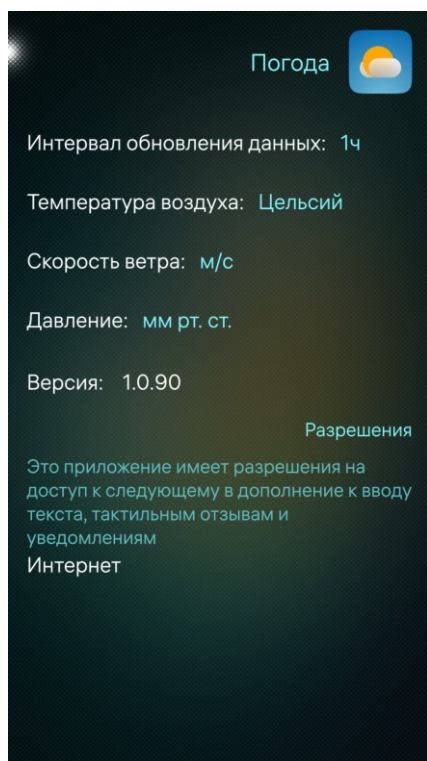 Погода
Интервал обновления данных: 1ч
Температура воздуха: Цельсий
Скорость ветра: м/с
Давление: мм рт. ст.
Версия: 1.0.90
Разрешения
Это приложение имеет разрешения на
доступ к следующему в дополнение к вводу
текста, тактильным отзывам и
уведомлениям
Интернет